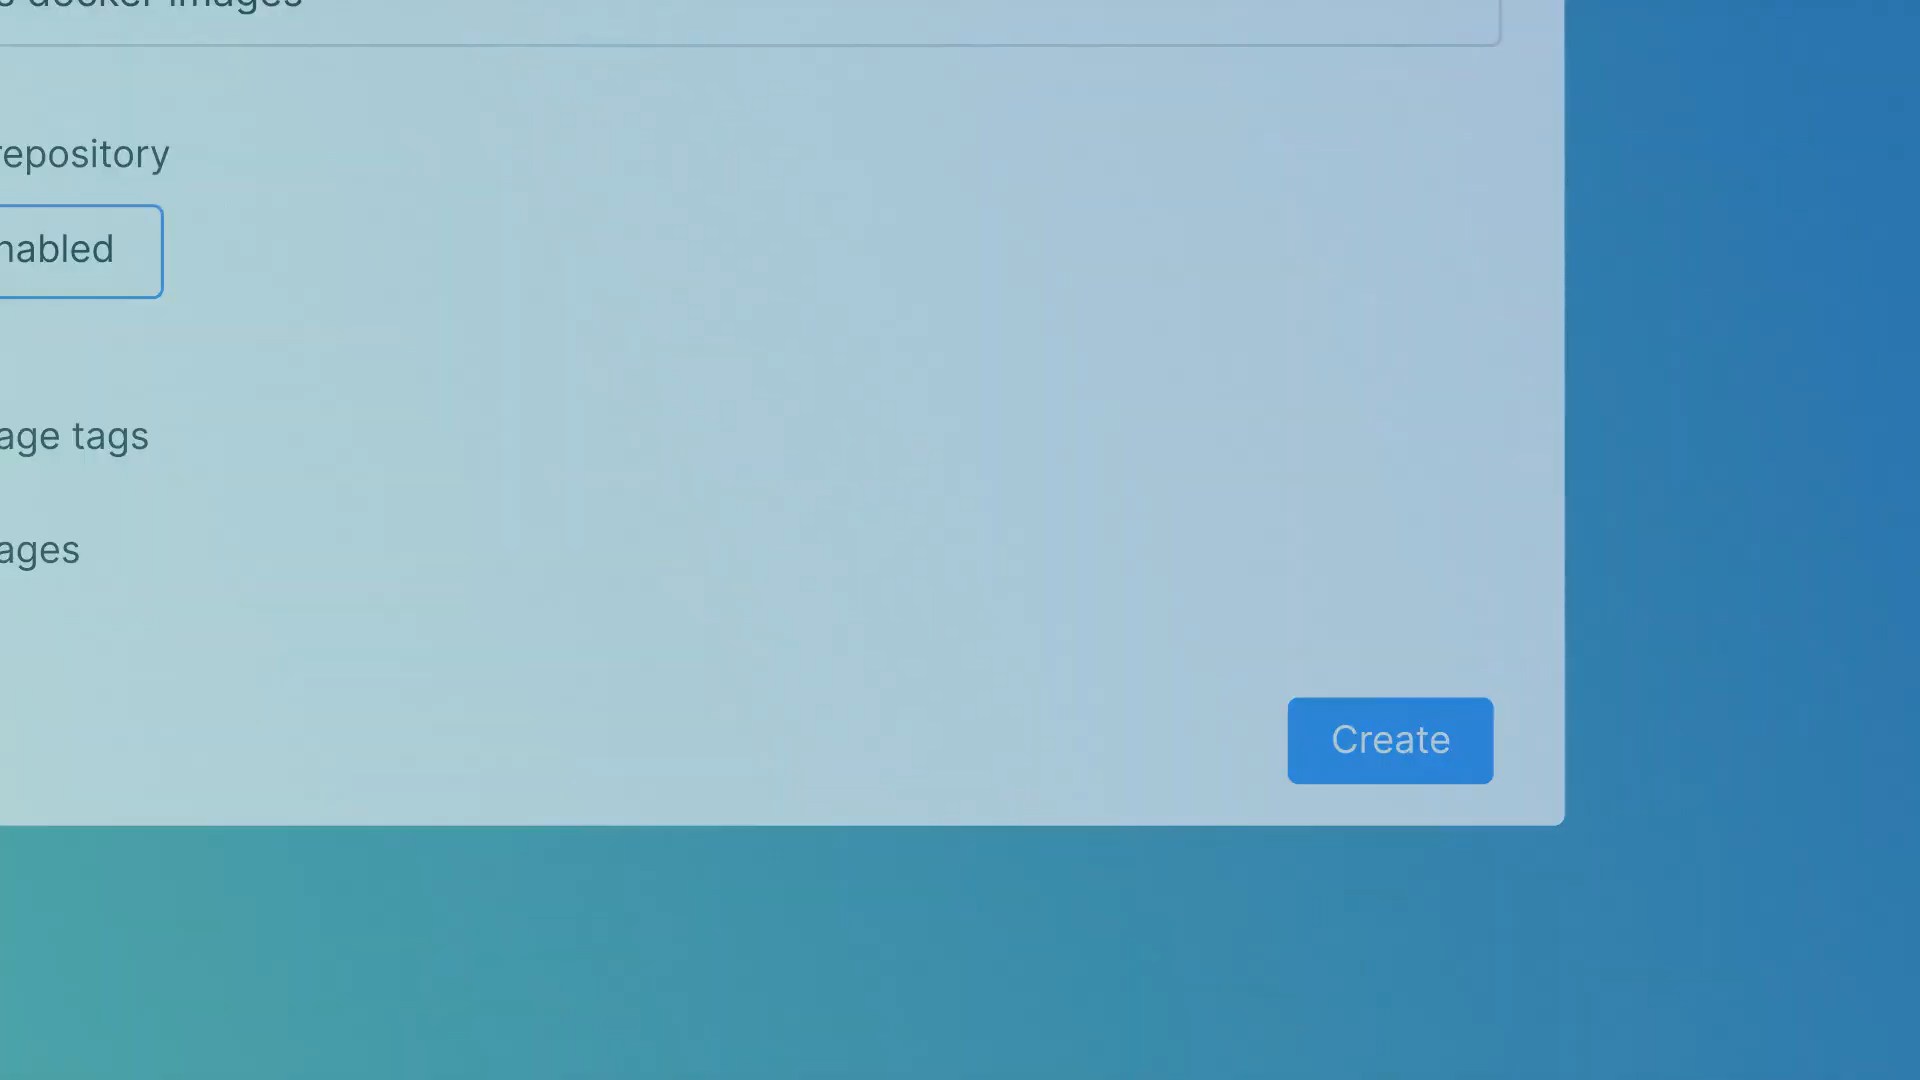 docker images
repository
nabled
age tags
ages
Create